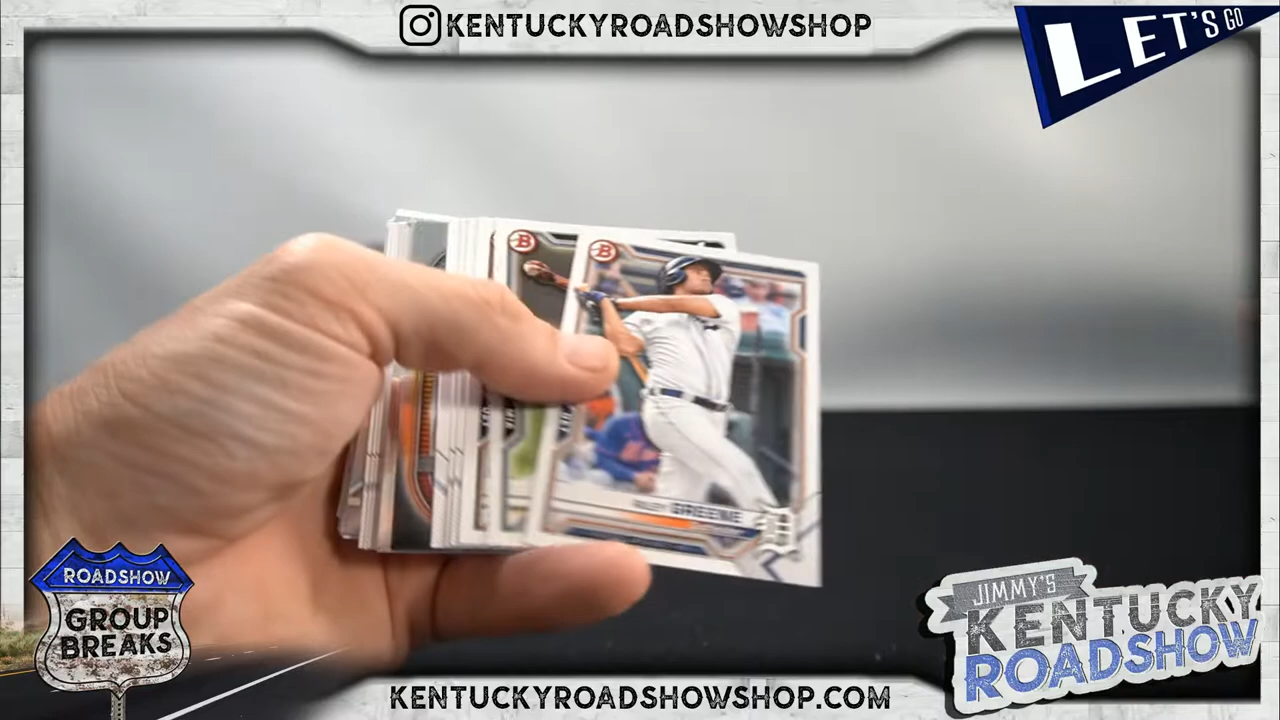 KENTUCKYROADSHOWSHOP
LET'S GO
B
B
GREENE
D
ROADSHOW
GROUP
BREAKS
JIMMY'S
KENTUCKY
ROADSHOW
KENTUCKYROADSHOWSHOP.COM